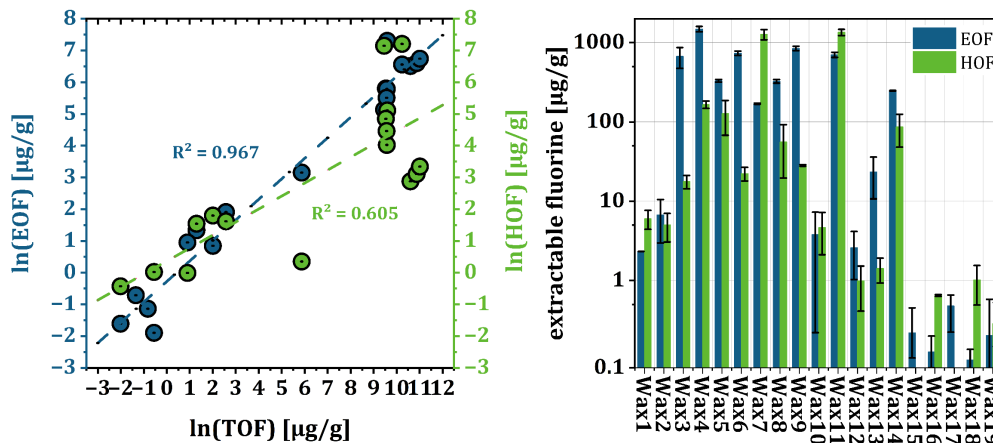 ln(EOF) [µg/g]
8
7
6
5
4
3
2
1
0
−1
−2
−3
R² = 0.967
R² = 0.605
8
7
6
5
4
3
2
1
0
−1
−2
−3
ln(HOF) [µg/g]
−3 −2 −1 0 1 2 3 4 5 6 7 8 9 10 11 12
ln(TOF) [µg/g]
extractable fluorine [µg/g]
1000
100
10
1
0.1
EOF
HOF
Wax1
Wax2
Wax3
Wax4
Wax5
Wax6
Wax7
Wax8
Wax9
Wax10
Wax11
Wax12
Wax13
Wax14
Wax15
Wax16
Wax17
Wax18
Wax19